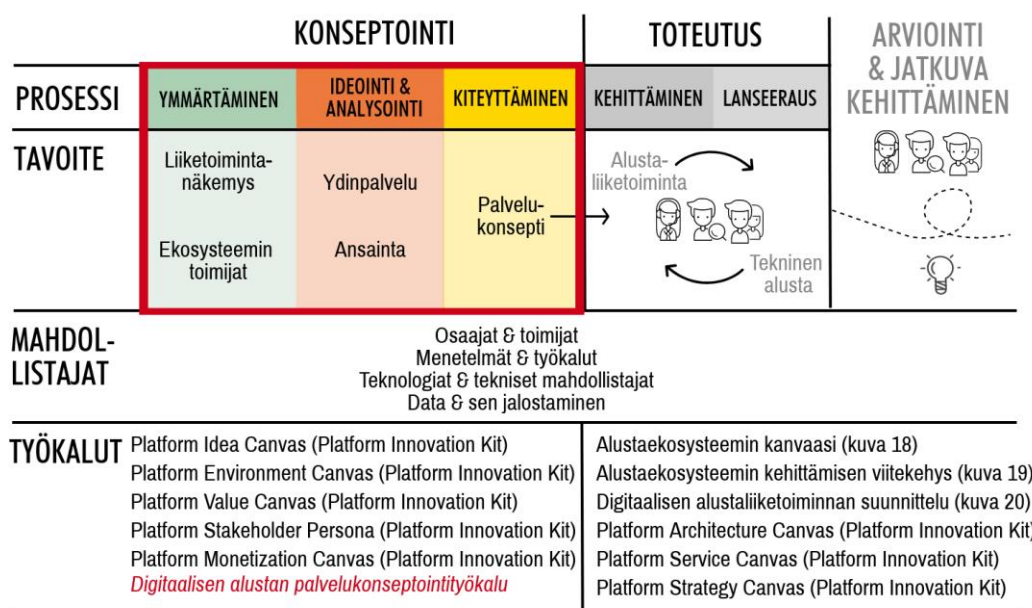 KONSEPTOINTI
TOTEUTUS
ARVIOINTI
& JATKUVA
KEHITTÄMINEN
PROSESSI
YMMÄRTÄMINEN
IDEOINTI &
ANALYSOINTI
KITEYTTÄMINEN
KEHITTÄMINEN
LANSEERAUS
TAVOITE
Liiketoiminta-
näkemys
Ekosysteemin
toimijat
Ydinpalvelu
Ansainta
Palvelu-
konsepti
Alusta-
liiketoiminta
Tekninen
alusta
MAHDOL-
LISTAJAT
Osaajat & toimijat
Menetelmät & työkalut
Teknologiat & tekniset mahdollistajat
Data & sen jalostaminen
TYÖKALUT
Platform Idea Canvas (Platform Innovation Kit)
Platform Environment Canvas (Platform Innovation Kit)
Platform Value Canvas (Platform Innovation Kit)
Platform Stakeholder Persona (Platform Innovation Kit)
Platform Monetization Canvas (Platform Innovation Kit)
Digitaalisen alustan palvelukonseptointityökalu
Alustaekosysteemin kanvaasi (kuva 18)
Alustaekosysteemin kehittämisen viitekehys (kuva 19)
Digitaalisen alustaliiketoiminnan suunnittelu (kuva 20)
Platform Architecture Canvas (Platform Innovation Kit)
Platform Service Canvas (Platform Innovation Kit)
Platform Strategy Canvas (Platform Innovation Kit)